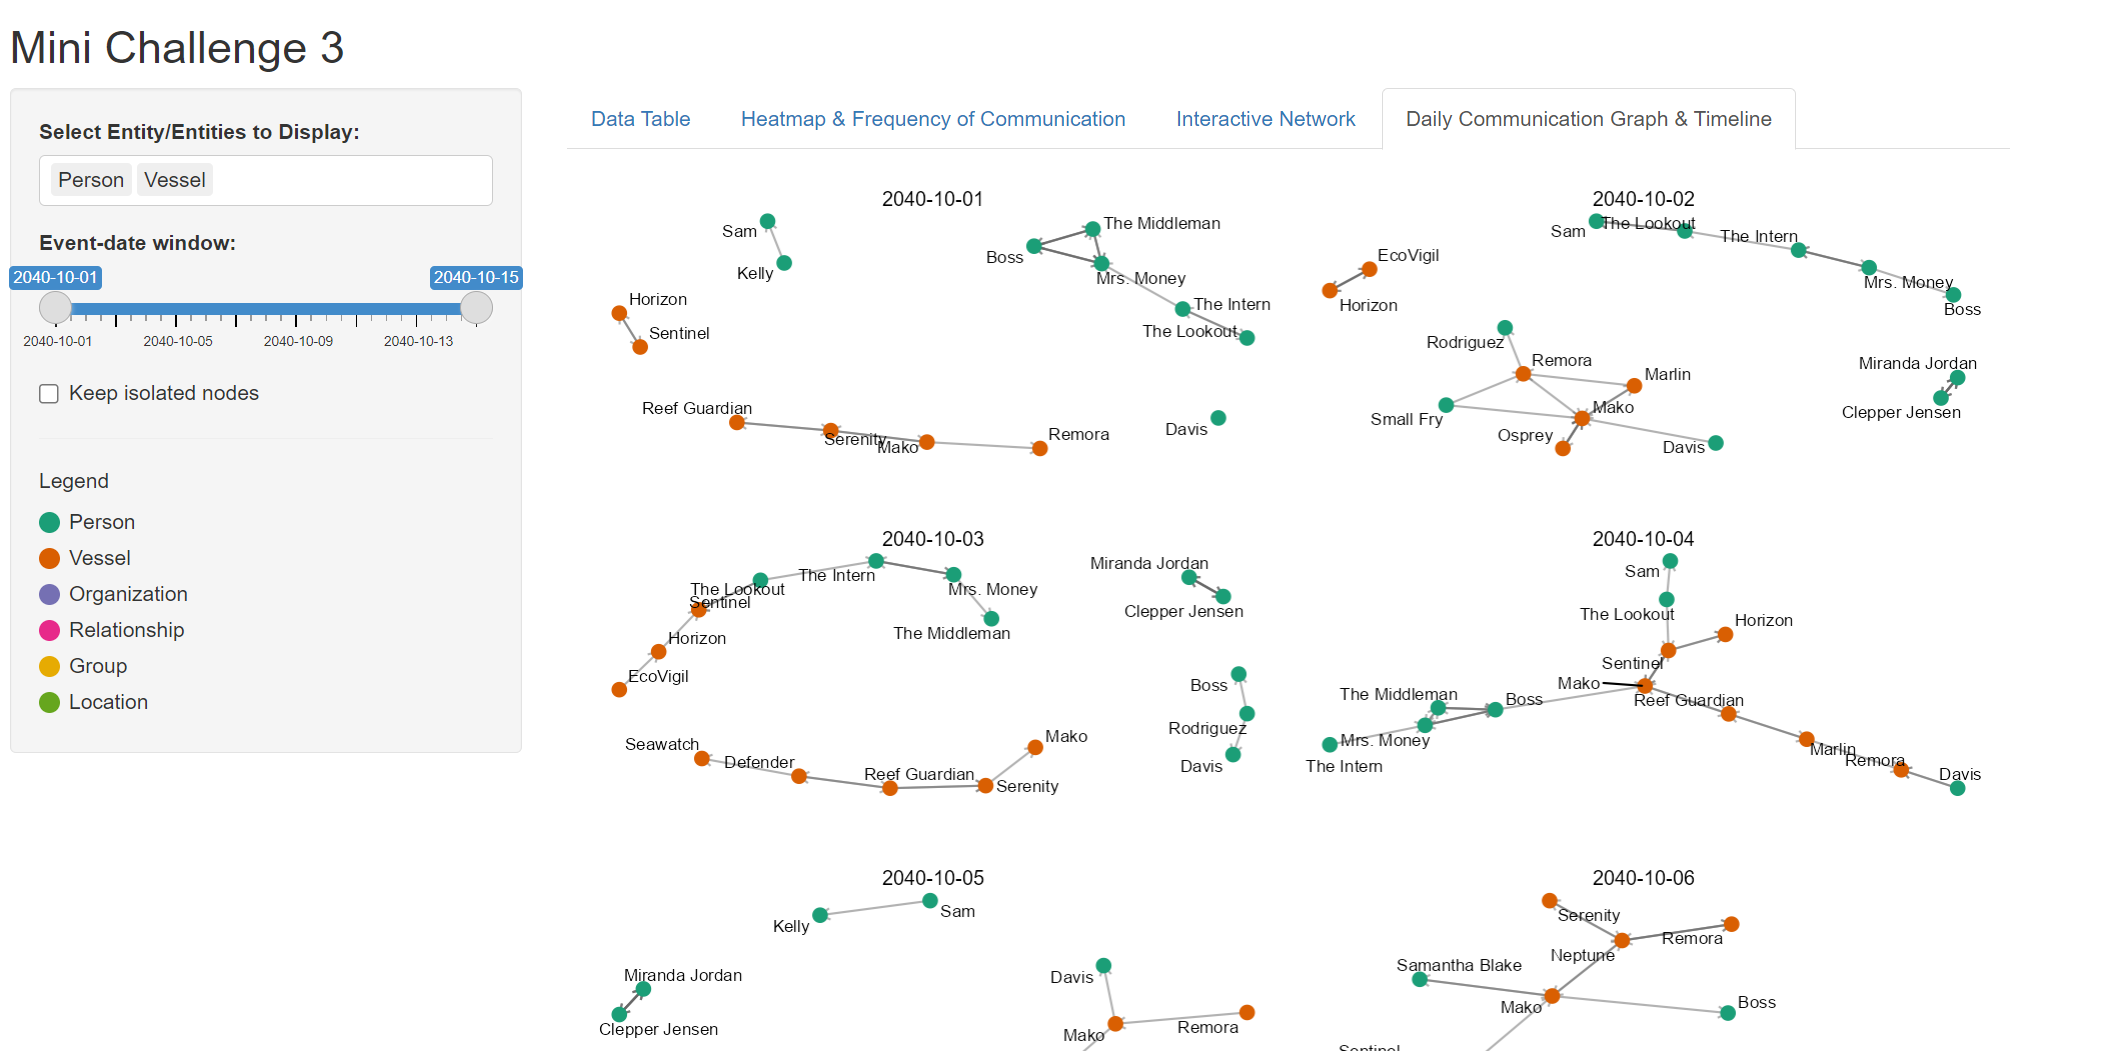 Mini Challenge 3
Select Entity/Entities to Display:
Person Vessel
Event-date window:
2040-10-01 2040-10-15
2040-10-01 2040-10-05 2040-10-09 2040-10-13
Keep isolated nodes
Legend
Person
Vessel
Organization
Relationship
Group
Location
Data Table Heatmap & Frequency of Communication Interactive Network Daily Communication Graph & Timeline
2040-10-01
Sam
Kelly
Boss
The Middleman
Mrs. Money
The Intern
The Lookout
Horizon
Sentinel
Reef Guardian
Serenity
Mako
Remora
Davis
2040-10-02
Sam
The Lookout
The Intern
Mrs. Money
Boss
EcoVigil
Horizon
Rodriguez
Remora
Marlin
Small Fry
Mako
Osprey
Davis
Miranda Jordan
Clepper Jensen
2040-10-03
The Lookout
The Intern
Mrs. Money
The Middleman
Sentinel
Horizon
EcoVigil
Miranda Jordan
Clepper Jensen
Boss
Rodriguez
Davis
Seawatch
Defender
Reef Guardian
Serenity
Mako
2040-10-04
Sam
The Lookout
Horizon
Sentinel
Mako
Reef Guardian
The Middleman
Boss
Mrs. Money
The Intern
Marlin
Remora
Davis
2040-10-05
Kelly
Sam
Miranda Jordan
Clepper Jensen
Davis
Mako
Remora
2040-10-06
Serenity
Remora
Neptune
Samantha Blake
Mako
Boss
Sentinel